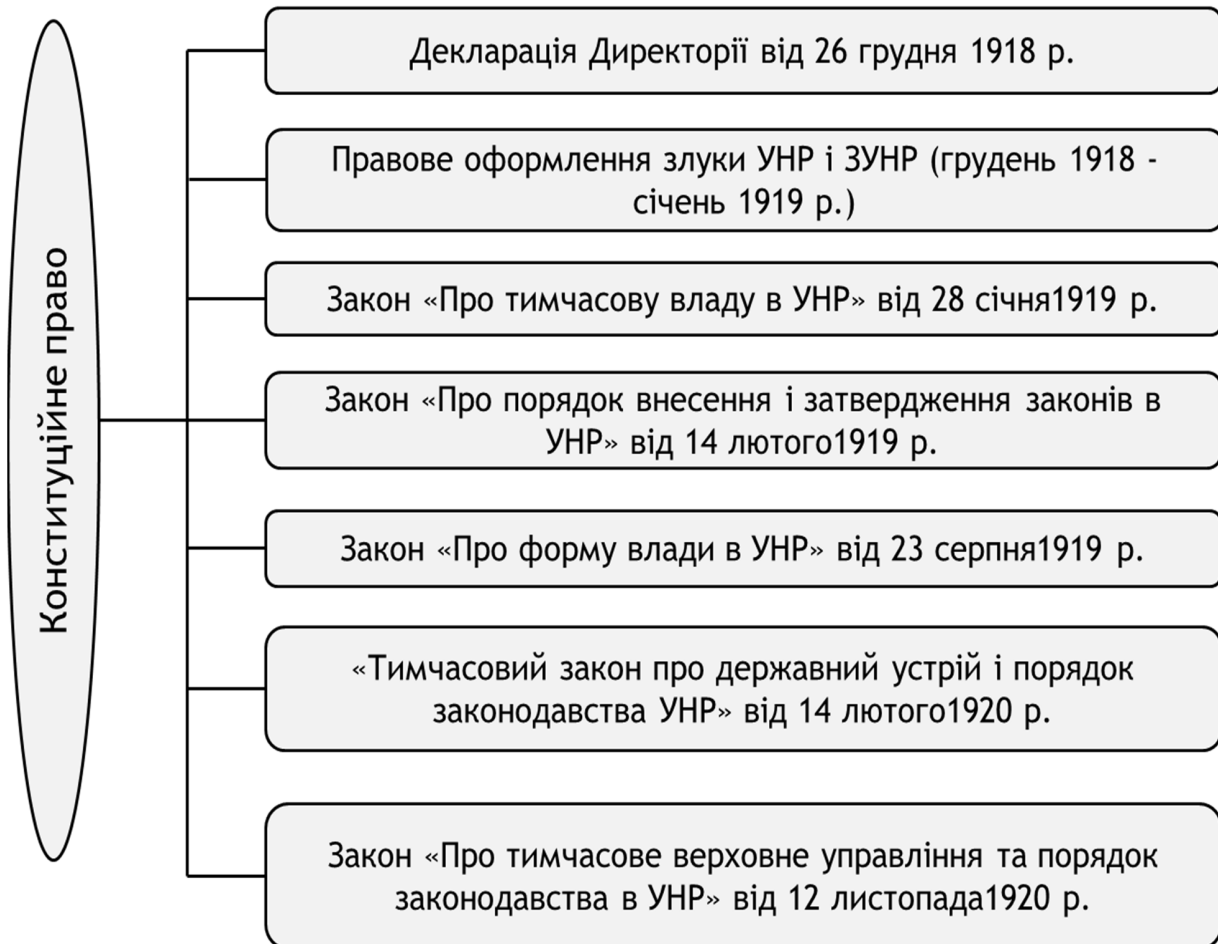 Конституційне право
Декларація Директорії від 26 грудня 1918 р.
Правове оформлення злуки УНР і ЗУНР (грудень 1918 -
січень 1919 р.)
Закон «Про тимчасову владу в УНР» від 28 січня1919 р.
Закон «Про порядок внесення і затвердження законів в
УНР» від 14 лютого1919 р.
Закон «Про форму влади в УНР» від 23 серпня1919 р.
«Тимчасовий закон про державний устрій і порядок
законодавства УНР» від 14 лютого1920 р.
Закон «Про тимчасове верховне управління та порядок
законодавства в УНР» від 12 листопада1920 р.